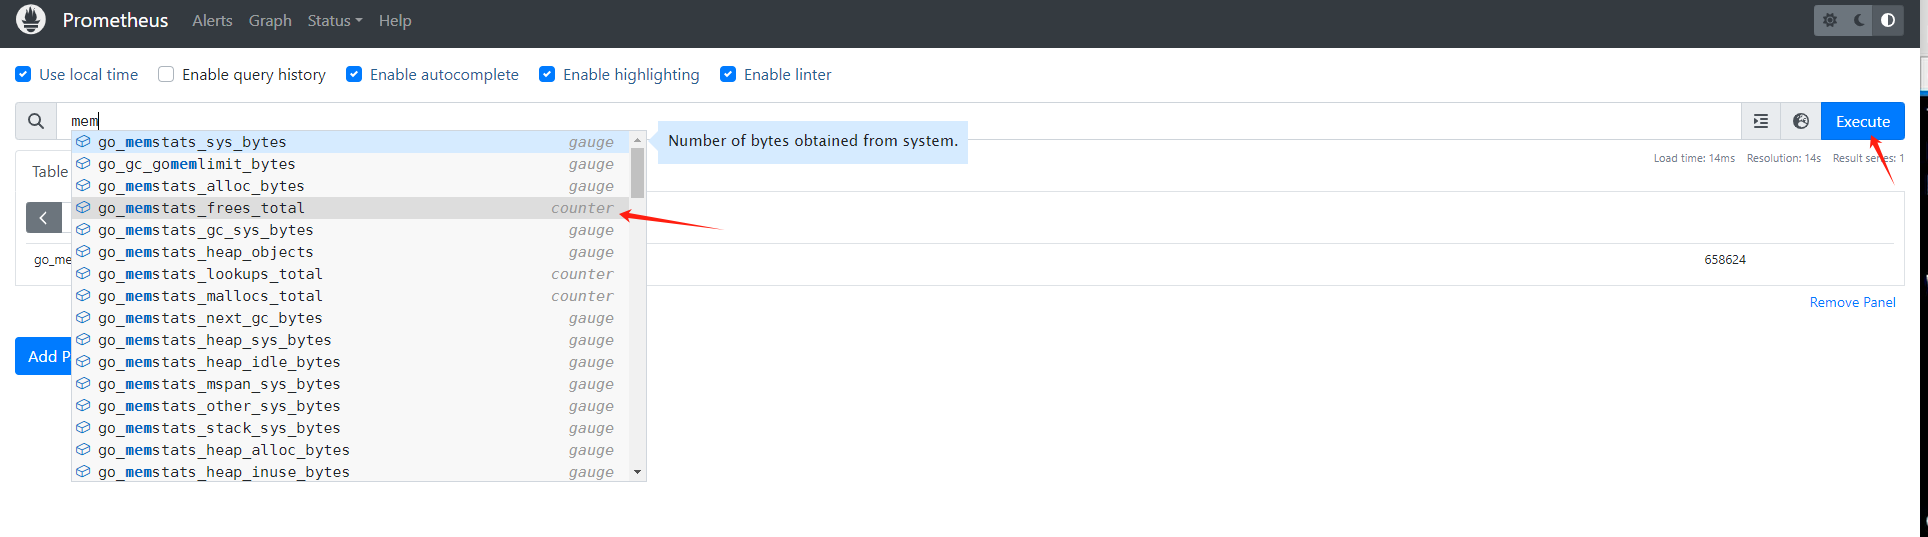 Prometheus Alerts Graph Status Help
Use local time Enable query history Enable autocomplete Enable highlighting Enable linter
mem
Execute
go_memstats_sys_bytes gauge
Number of bytes obtained from system.
Load time: 14ms Resolution: 14s Result series: 1
Table
go_gc_gomemlimit_bytes gauge
go_memstats_alloc_bytes gauge
go_memstats_frees_total counter
go_memstats_gc_sys_bytes gauge
go_memstats_heap_objects gauge
go_me
658624
go_memstats_lookups_total counter
go_memstats_mallocs_total counter
Remove Panel
go_memstats_next_gc_bytes gauge
go_memstats_heap_sys_bytes gauge
Add P
go_memstats_heap_idle_bytes gauge
go_memstats_mspan_sys_bytes gauge
go_memstats_other_sys_bytes gauge
go_memstats_stack_sys_bytes gauge
go_memstats_heap_alloc_bytes gauge
go_memstats_heap_inuse_bytes gauge